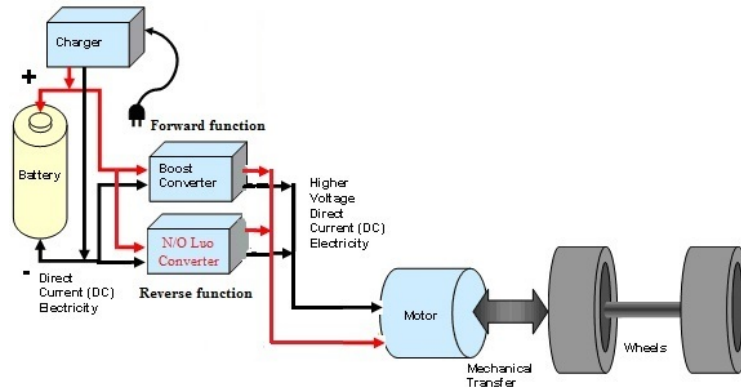 Charger
+
Forward function
Battery
Boost
Converter
Higher
Voltage
Direct
Current (DC)
Electricity
N/O Luo
Converter
-
Direct
Current (DC)
Electricity
Reverse function
Motor
Mechanical
Transfer
Wheels